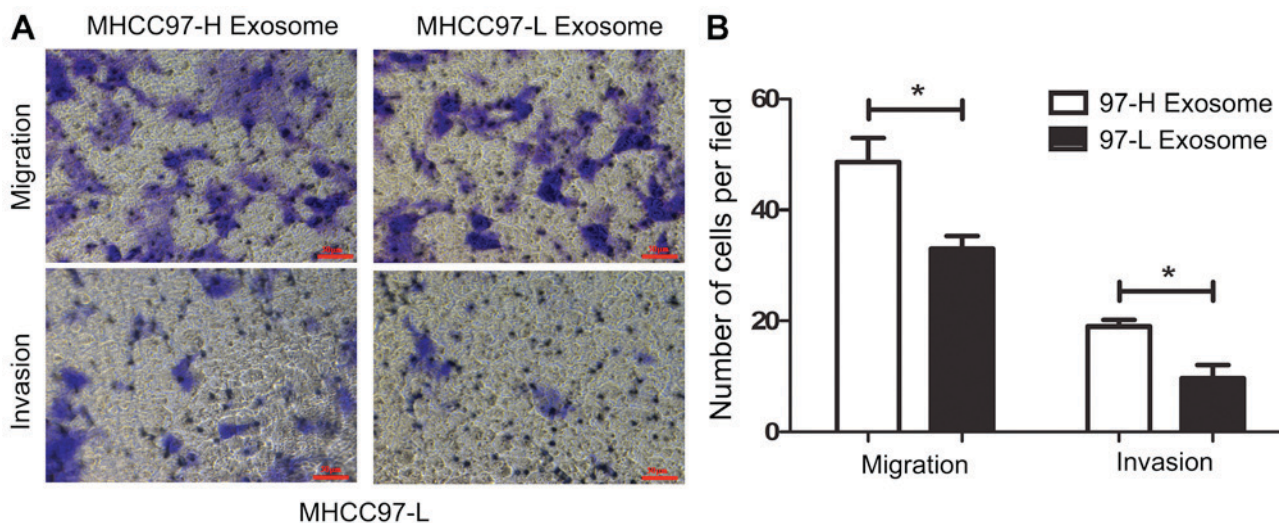 A
MHCC97-H Exosome
MHCC97-L Exosome
Migration
Invasion
MHCC97-L
B
Number of cells per field
60
40
20
0
*
*
97-H Exosome
97-L Exosome
Migration
Invasion